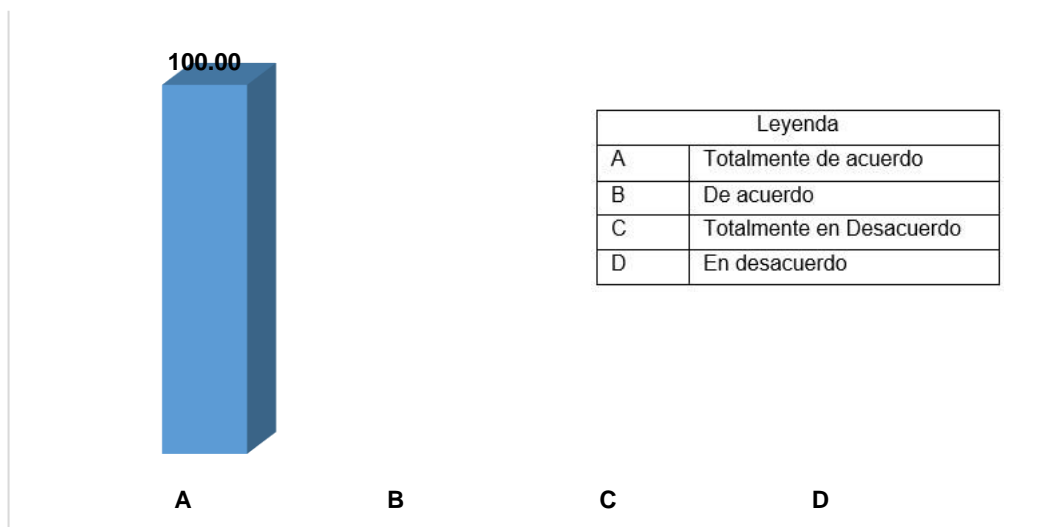 100.00
Leyenda
A Totalmente de acuerdo
B De acuerdo
C Totalmente en Desacuerdo
D En desacuerdo
A B C D